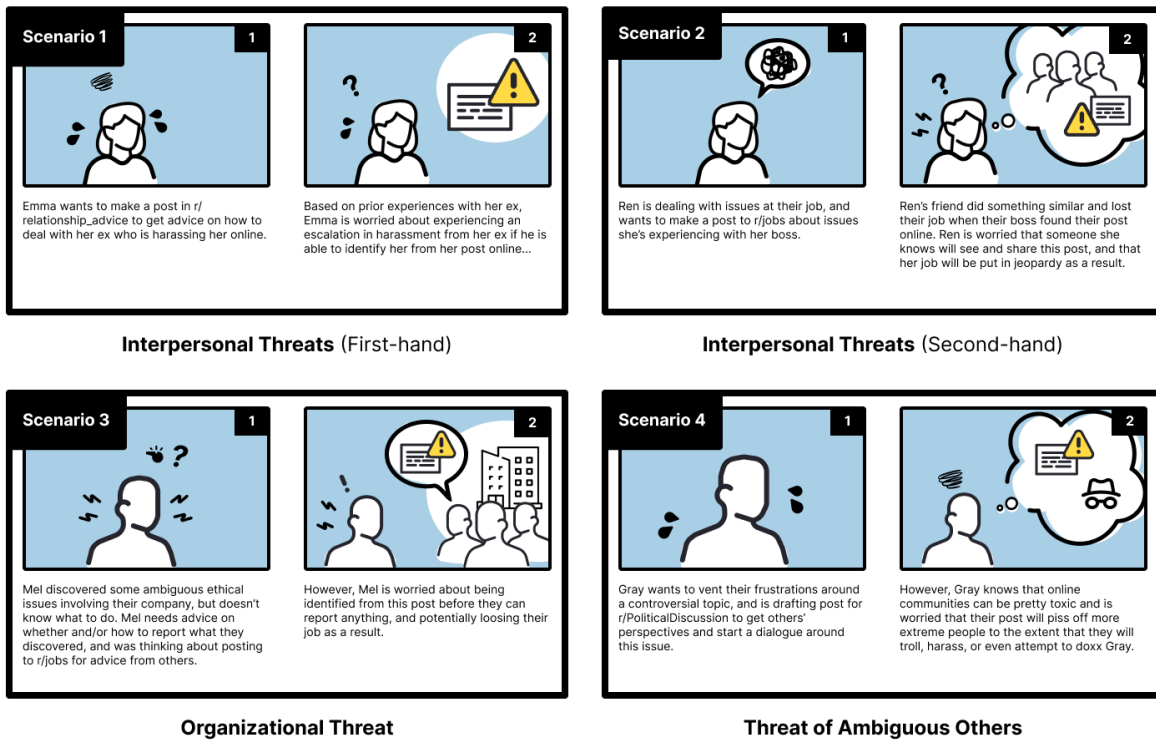 Scenario 1
1
Emma wants to make a post in r/
relationship_advice to get advice on how to
deal with her ex who is harassing her online.
2
Based on prior experiences with her ex,
Emma is worried about experiencing an
escalation in harassment from her ex if he is
able to identify her from her post online...
Interpersonal Threats (First-hand)
Scenario 2
1
Ren is dealing with issues at their job, and
wants to make a post to r/jobs about issues
she's experiencing with her boss.
2
Ren's friend did something similar and lost
their job when their boss found their post
online. Ren is worried that someone she
knows will see and share this post, and that
her job will be put in jeopardy as a result.
Interpersonal Threats (Second-hand)
Scenario 3
1
Mel discovered some ambiguous ethical
issues involving their company, but doesn't
know what to do. Mel needs advice on
whether and/or how to report what they
discovered, and was thinking about posting
to r/jobs for advice from others.
2
However, Mel is worried about being
identified from this post before they can
report anything, and potentially loosing their
job as a result.
Organizational Threat
Scenario 4
1
Gray wants to vent their frustrations around
a controversial topic, and is drafting post for
r/PoliticalDiscussion to get others'
perspectives and start a dialogue around
this issue.
2
However, Gray knows that online
communities can be pretty toxic and is
worried that their post will piss off more
extreme people to the extent that they will
troll, harass, or even attempt to doxx Gray.
Threat of Ambiguous Others